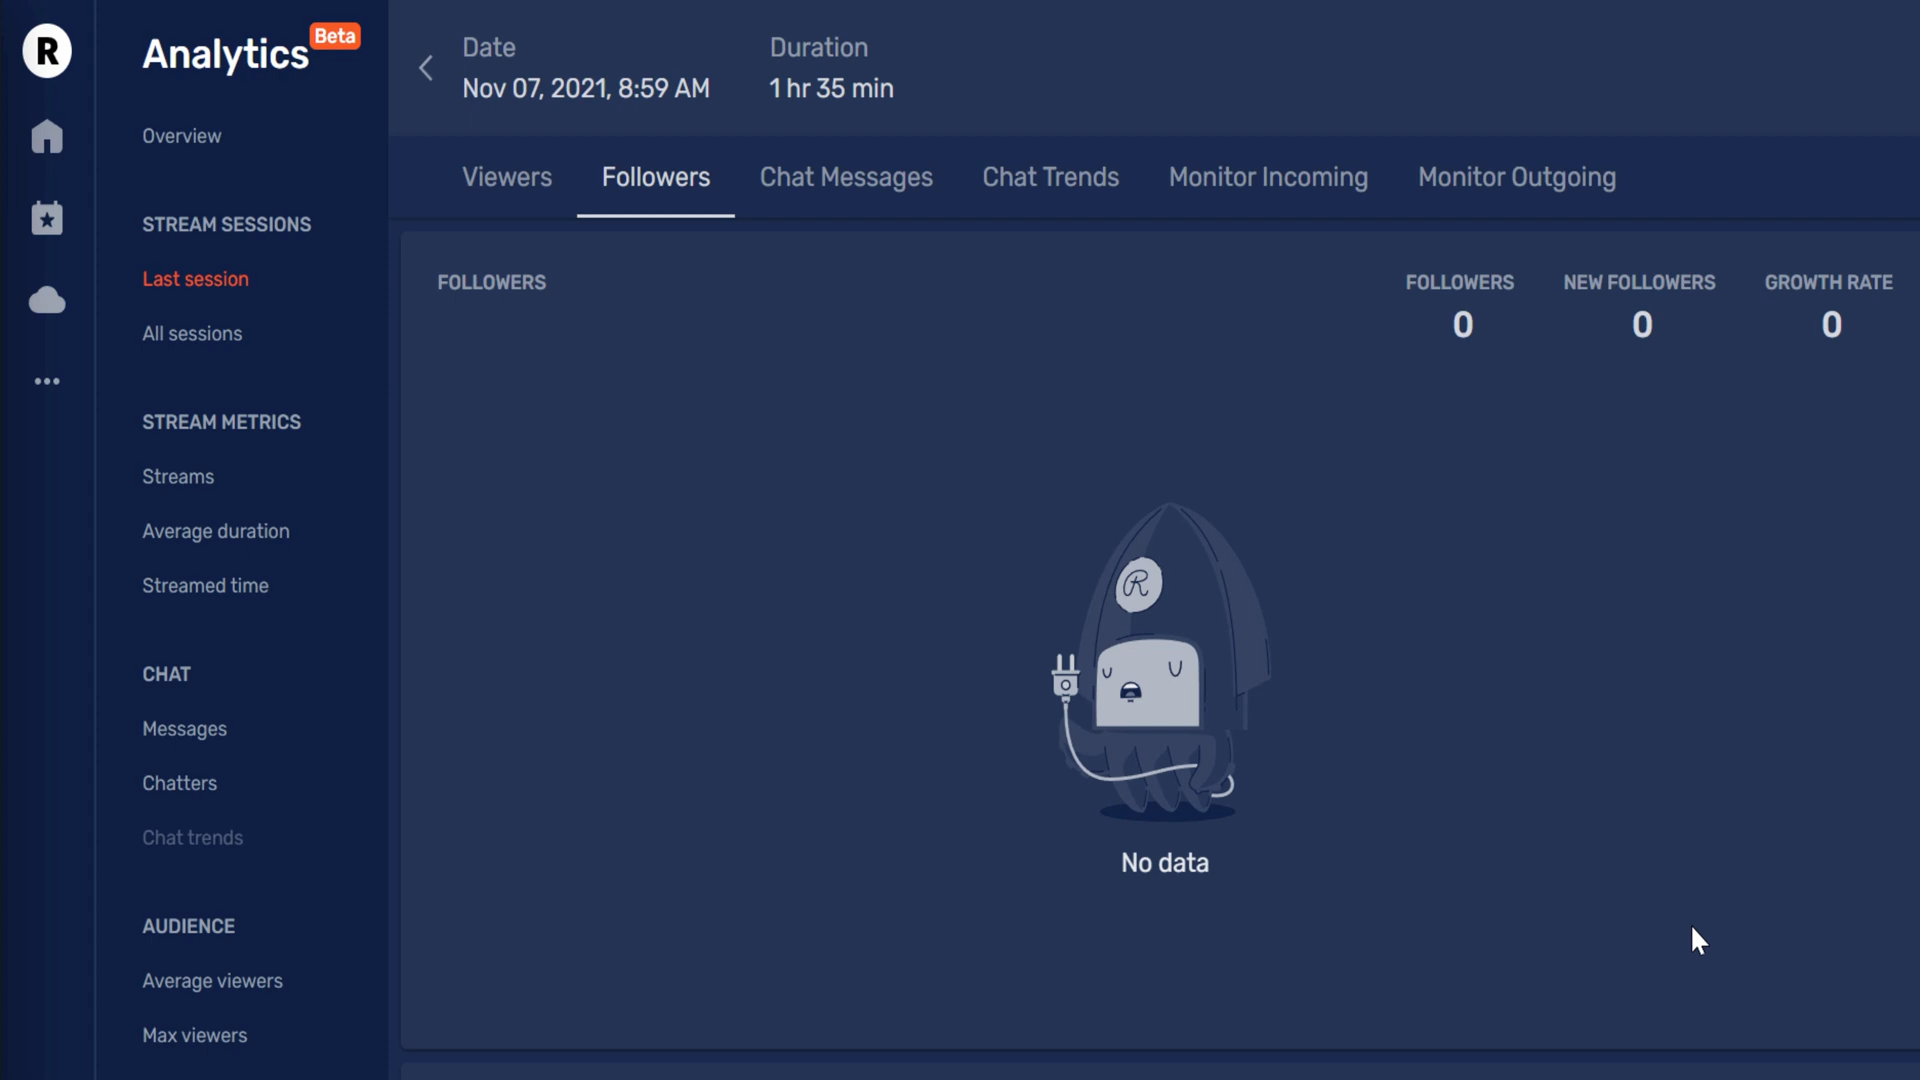 R
Analytics Beta
Overview
STREAM SESSIONS
Last session
All sessions
STREAM METRICS
Streams
Average duration
Streamed time
CHAT
Messages
Chatters
Chat trends
AUDIENCE
Average viewers
Max viewers
Date Duration
Nov 07, 2021, 8:59 AM 1 hr 35 min
Viewers Followers Chat Messages Chat Trends Monitor Incoming Monitor Outgoing
FOLLOWERS FOLLOWERS NEW FOLLOWERS GROWTH RATE
0 0 0
R
No data